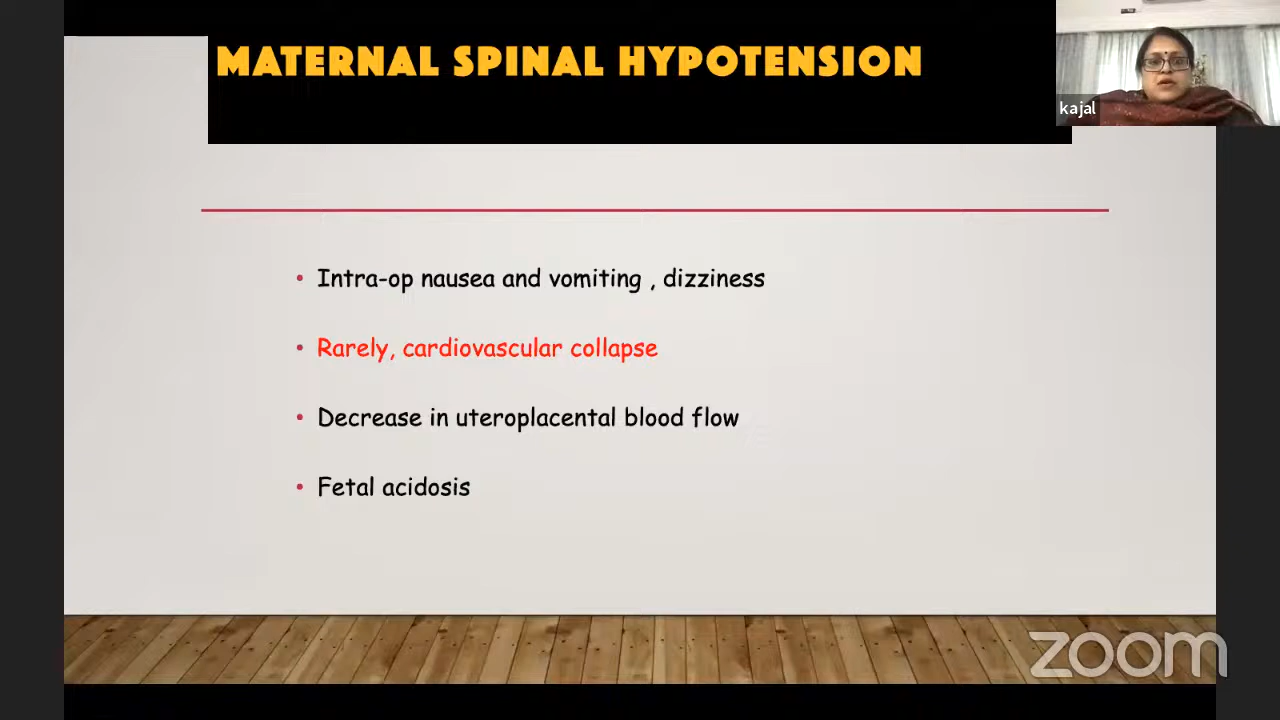 MATERNAL SPINAL HYPOTENSION
kajal
• Intra-op nausea and vomiting , dizziness
• Rarely, cardiovascular collapse
• Decrease in uteroplacental blood flow
• Fetal acidosis
zoom